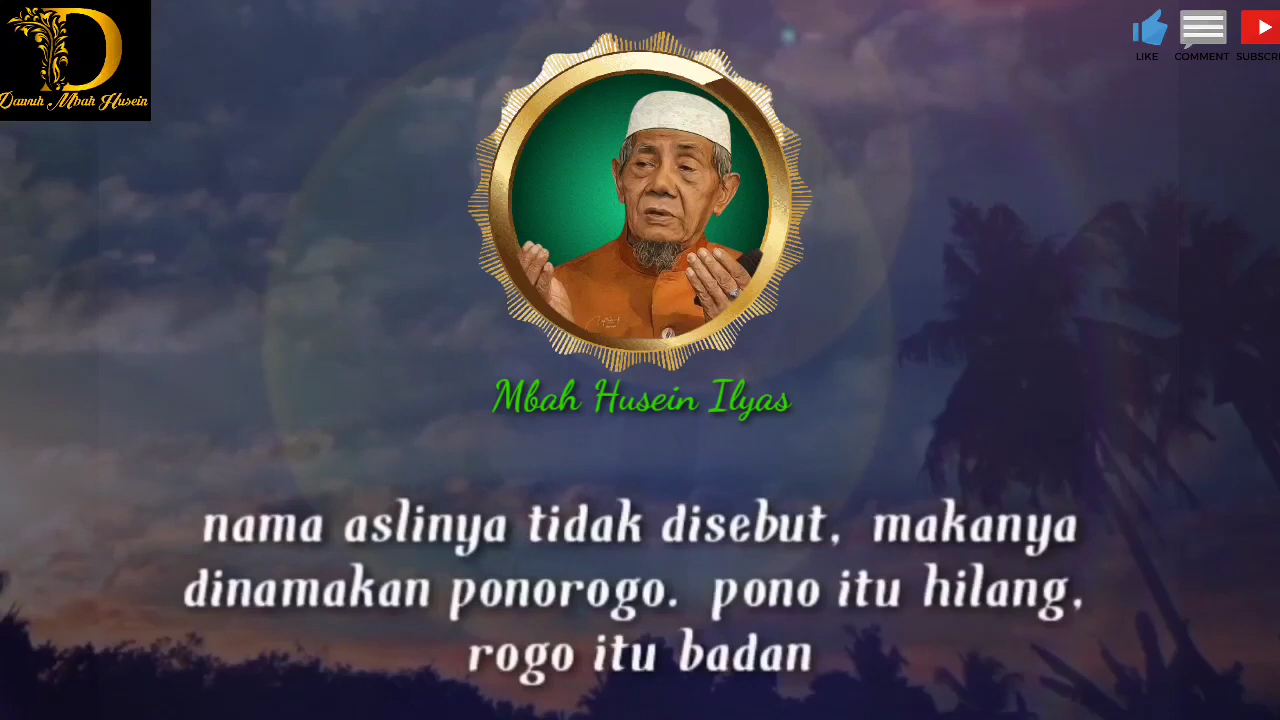 Dawuh Mbah Husein
LIKE
COMMENT
SUBSCRI
Mbah Husein Ilyas
nama aslinya tidak disebut, makanya
dinamakan ponorogo. pono itu hilang,
rogo itu badan